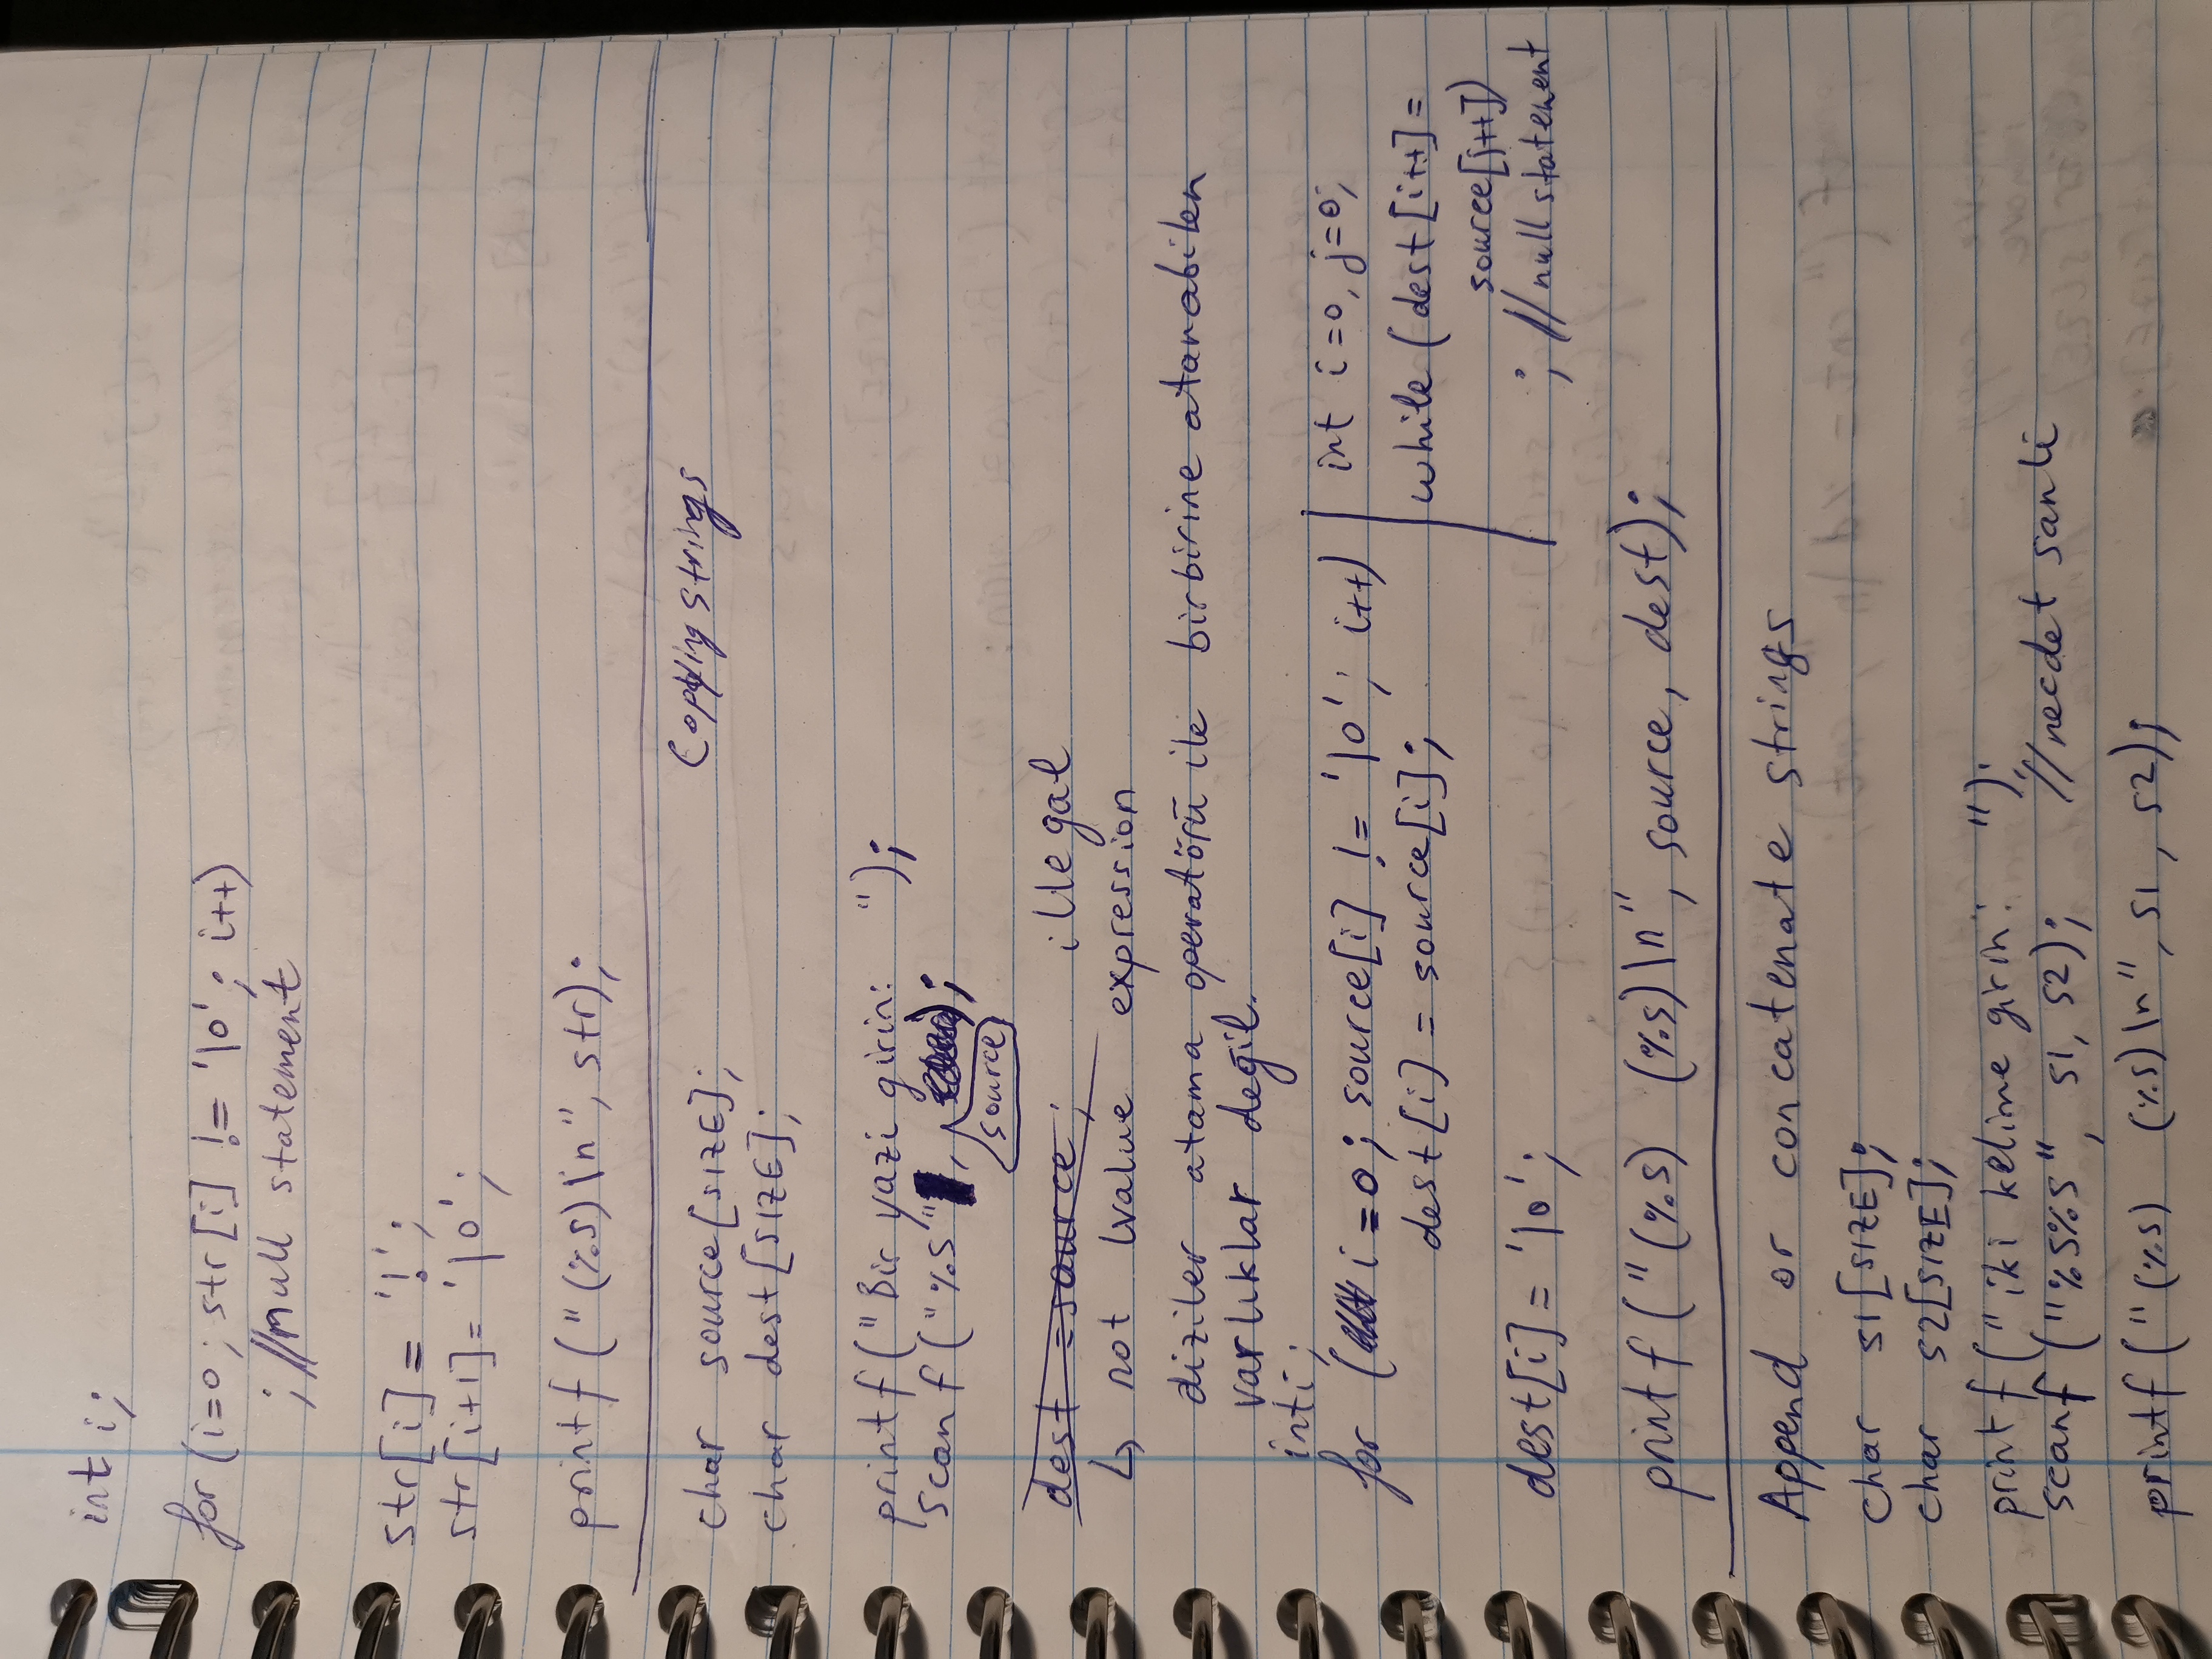 int i;
for (i=0; str[i] != '\0'; i++)
; //null statement
str[i] = '!';
str[i+1] = '\0';
printf("(%s)\n", str);
Copying strings
char source[SIZE];
char dest[SIZE];
printf("Bir yazi girin: ");
scanf("%s", source);
dest = source; illegal
↳ not lvalue expression
diziler atama operatörü ile birbirine atanabilen
varlıklar değil.
int i;
for (i=0; source[i] != '\0'; i++)
dest[i] = source[i];
dest[i] = '\0';
int i=0, j=0;
while (dest[i++] =
source[j++])
; //null statement
printf("(%s) (%s)\n", source, dest);
Append or concatenate strings
char s1[SIZE];
char s2[SIZE];
printf("iki kelime girin: ");
scanf("%s%s", s1, s2); //necdet sanli
printf("(%s) (%s)\n", s1, s2);